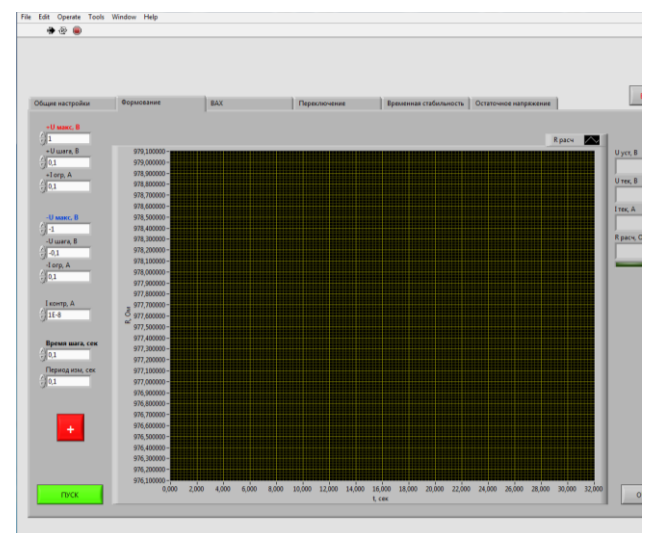 File Edit Operate Tools Window Help
Общие настройки Формование ВАХ Переключение Временная стабильность Остаточное напряжение
+U макс, В
1
+U шага, В
0,1
+I огр, А
0,1
-U макс, В
-1
-U шага, В
-0,1
-I огр, А
0,1
I контр, А
1E-8
Время шага, сек
0,1
Период изм, сек
0,1
+
ПУСК
R расч
R, Ом
979,100000
979,000000
978,900000
978,800000
978,700000
978,600000
978,500000
978,400000
978,300000
978,200000
978,100000
978,000000
977,900000
977,800000
977,700000
977,600000
977,500000
977,400000
977,300000
977,200000
977,100000
977,000000
976,900000
976,800000
976,700000
976,600000
976,500000
976,400000
976,300000
976,200000
976,100000
0,000 2,000 4,000 6,000 8,000 10,000 12,000 14,000 16,000 18,000 20,000 22,000 24,000 26,000 28,000 30,000 32,000
t, сек
U уст, В
U тек, В
I тек, А
R расч, О
О